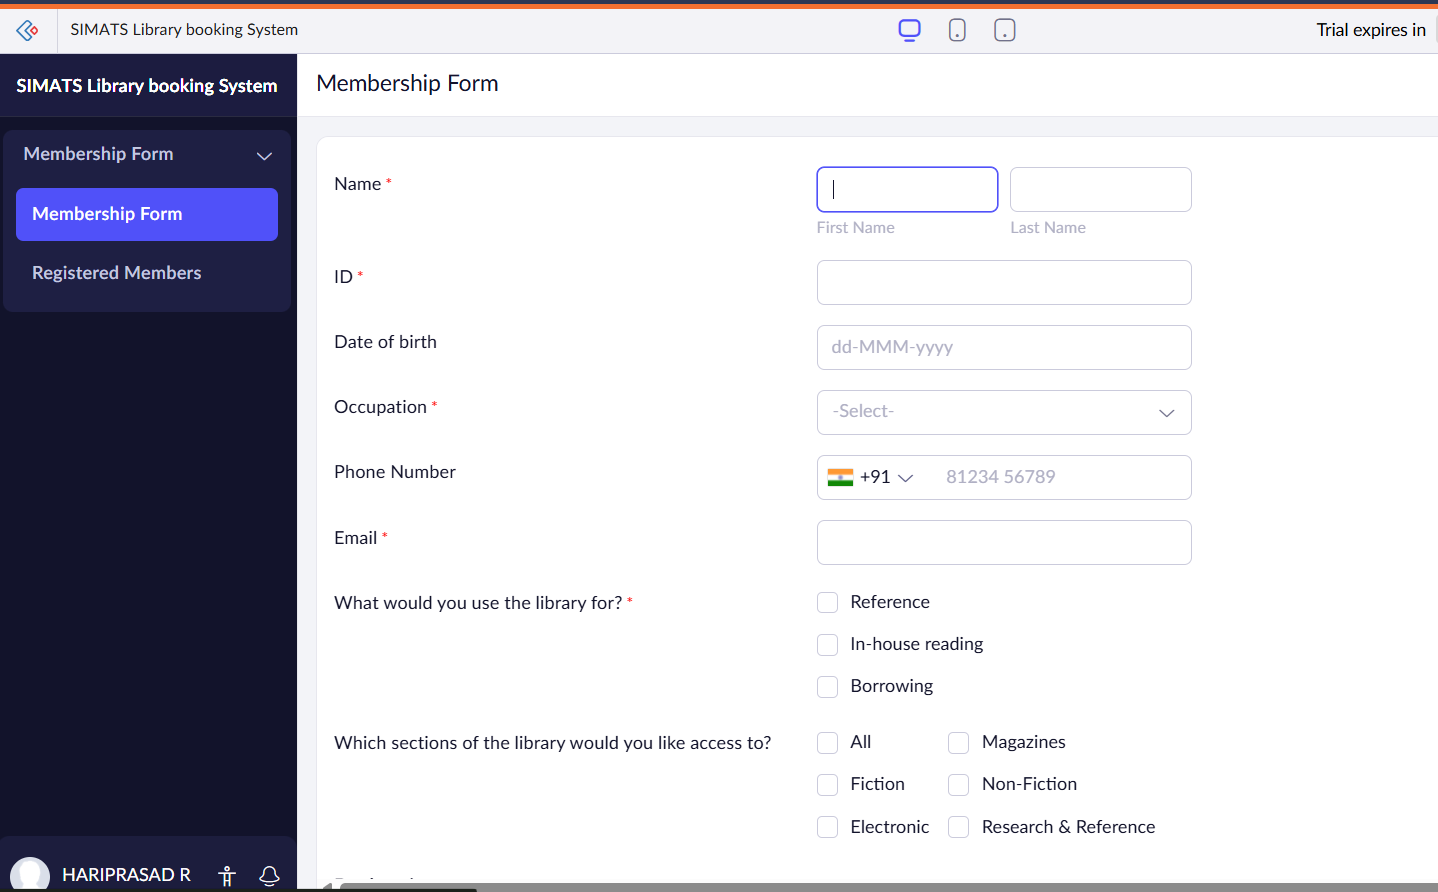 SIMATS Library booking System
Trial expires in
SIMATS Library booking System
Membership Form
Membership Form
Membership Form
Registered Members
Name *
First Name
Last Name
ID *
Date of birth
dd-MMM-yyyy
Occupation *
-Select-
Phone Number
+91
81234 56789
Email *
What would you use the library for? *
Reference
In-house reading
Borrowing
Which sections of the library would you like access to?
All
Magazines
Fiction
Non-Fiction
Electronic
Research & Reference
HARIPRASAD R